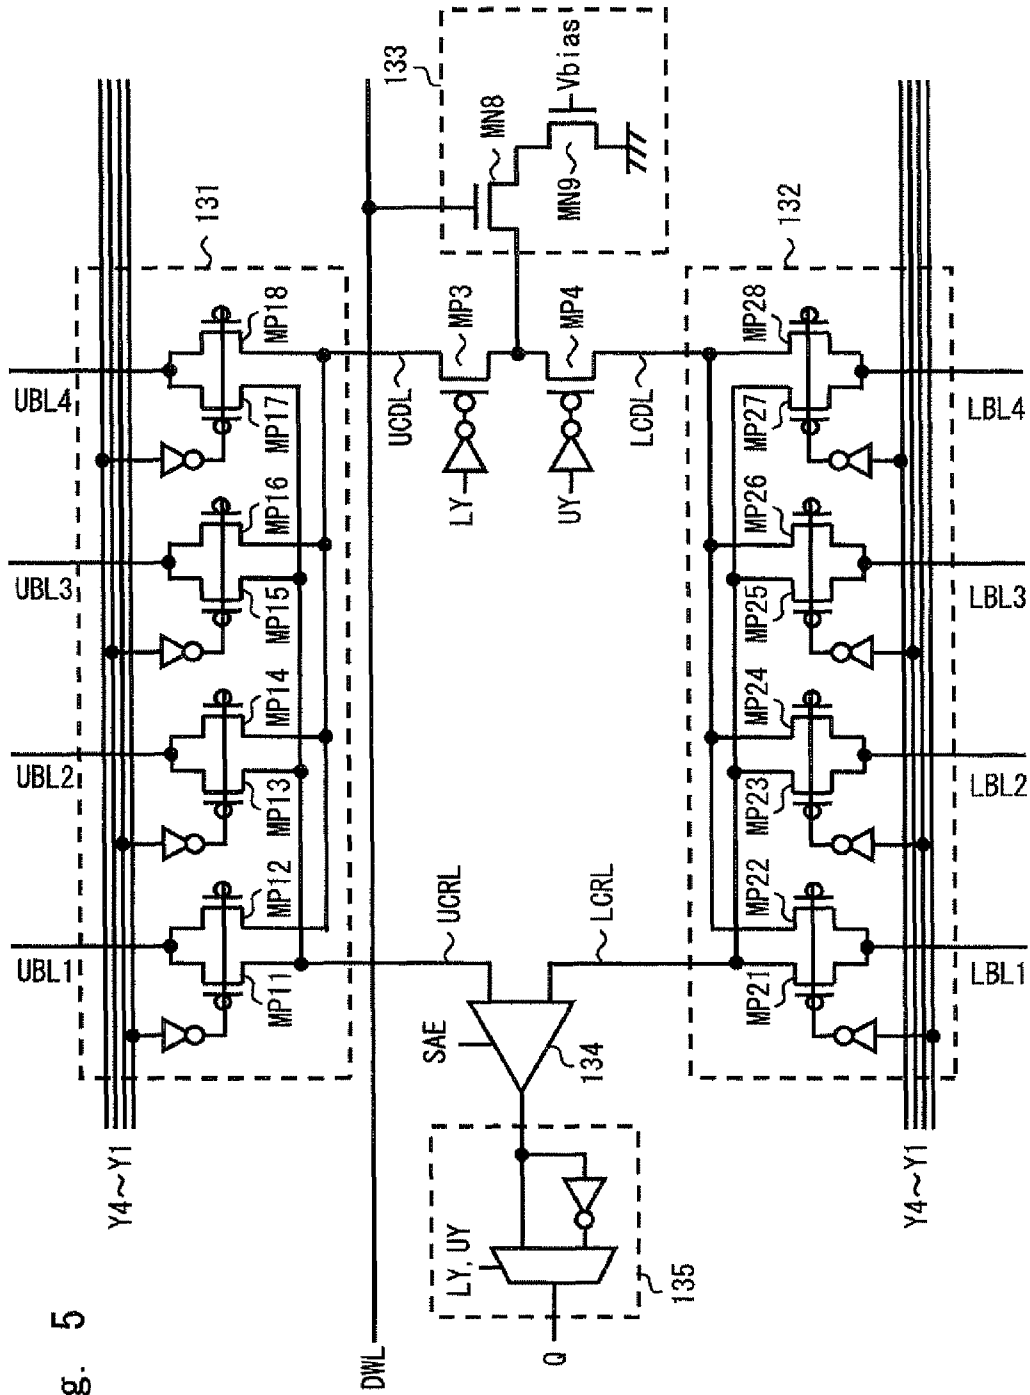 g. 5
UBL4
UBL3
UBL2
UBL1
131
133
MP18
MP17
MP16
MP15
MP14
MP13
MP12
MP11
Y4~Y1
DWL
MN8
MN9
Vbias
UCDL
MP3
MP4
LCDL
LY
UY
UCRL
LCRL
SAE
134
LY, UY
135
Q
132
MP28
MP27
MP26
MP25
MP24
MP23
MP22
MP21
LBL4
LBL3
LBL2
LBL1
Y4~Y1